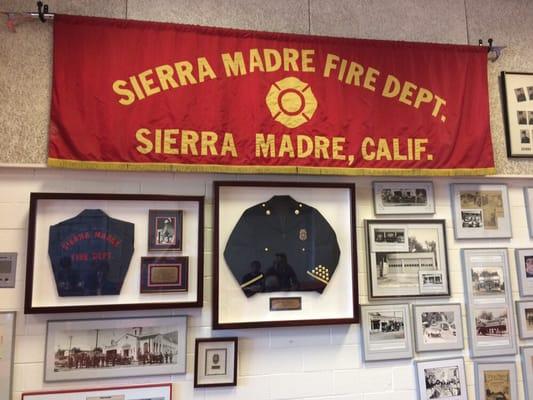 SIERRA MADRE FIRE DEPT.
SIERRA MADRE, CALIF.
SIERRA MADRE
FIRE DEPT.